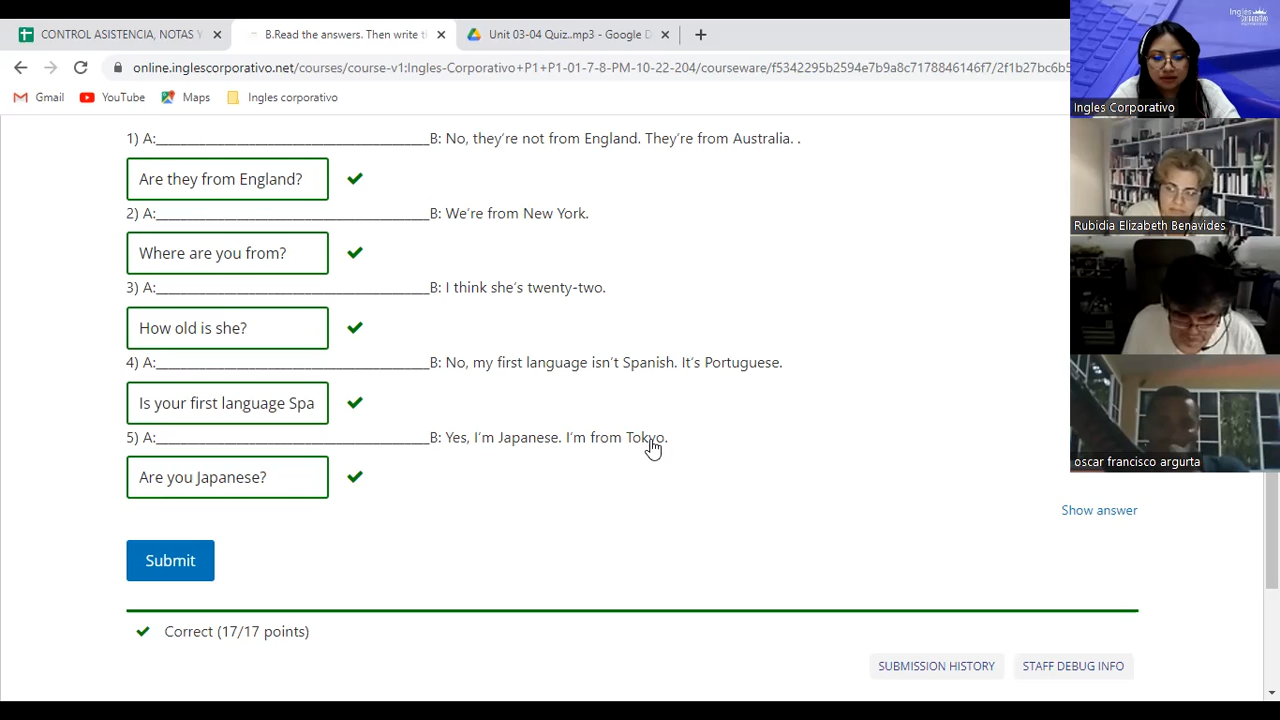 CONTROL ASISTENCIA, NOTAS Y
B.Read the answers. Then write t
Unit 03-04 Quiz..mp3 - Google D
online.inglescorporativo.net/courses/course-v1:Ingles-Corporativo+P1+P1-01-7-8-PM-10-22-204/courseware/f5342295b2594e7b9a8c7178846146f7/2f1b27bc6b5
Gmail
YouTube
Maps
Ingles corporativo
1) A:___________________________________B: No, they're not from England. They're from Australia. .
Are they from England?
2) A:___________________________________B: We're from New York.
Where are you from?
3) A:___________________________________B: I think she's twenty-two.
How old is she?
4) A:___________________________________B: No, my first language isn't Spanish. It's Portuguese.
Is your first language Spa
5) A:___________________________________B: Yes, I'm Japanese. I'm from Tokyo.
Are you Japanese?
Show answer
Submit
Correct (17/17 points)
SUBMISSION HISTORY
STAFF DEBUG INFO
Ingles
Ingles Corporativo
Rubidia Elizabeth Benavides
oscar francisco argurta